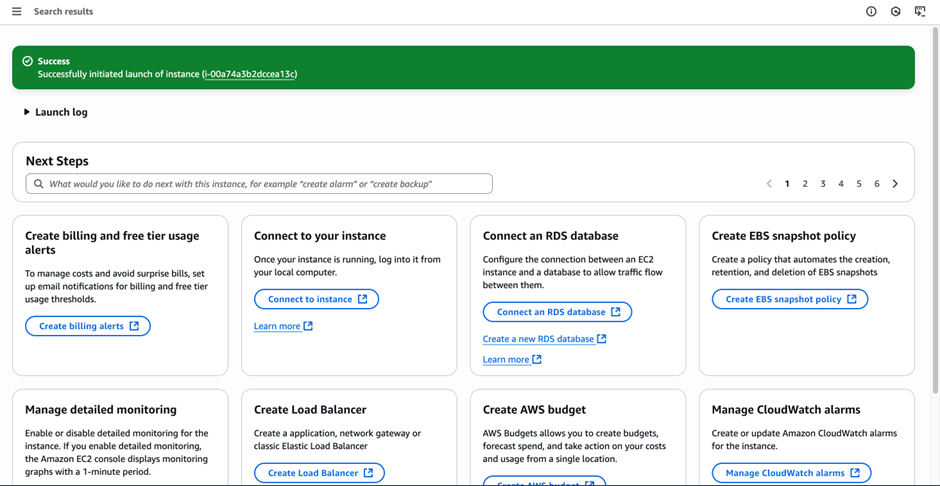 Search results
Success
Successfully initiated launch of instance (i-00a74a3b2dccea13c)
Launch log
Next Steps
What would you like to do next with this instance, for example "create alarm" or "create backup"
1 2 3 4 5 6
Create billing and free tier usage
alerts
To manage costs and avoid surprise bills, set
up email notifications for billing and free tier
usage thresholds.
Create billing alerts
Connect to your instance
Once your instance is running, log into it from
your local computer.
Connect to instance
Learn more
Connect an RDS database
Configure the connection between an EC2
instance and a database to allow traffic flow
between them.
Connect an RDS database
Create a new RDS database
Learn more
Create EBS snapshot policy
Create a policy that automates the creation,
retention, and deletion of EBS snapshots
Create EBS snapshot policy
Manage detailed monitoring
Enable or disable detailed monitoring for the
instance. If you enable detailed monitoring,
the Amazon EC2 console displays monitoring
graphs with a 1-minute period.
Create Load Balancer
Create a application, network gateway or
classic Elastic Load Balancer
Create Load Balancer
Create AWS budget
AWS Budgets allows you to create budgets,
forecast spend, and take action on your costs
and usage from a single location.
Create AWS budget
Manage CloudWatch alarms
Create or update Amazon CloudWatch alarms
for the instance.
Manage CloudWatch alarms